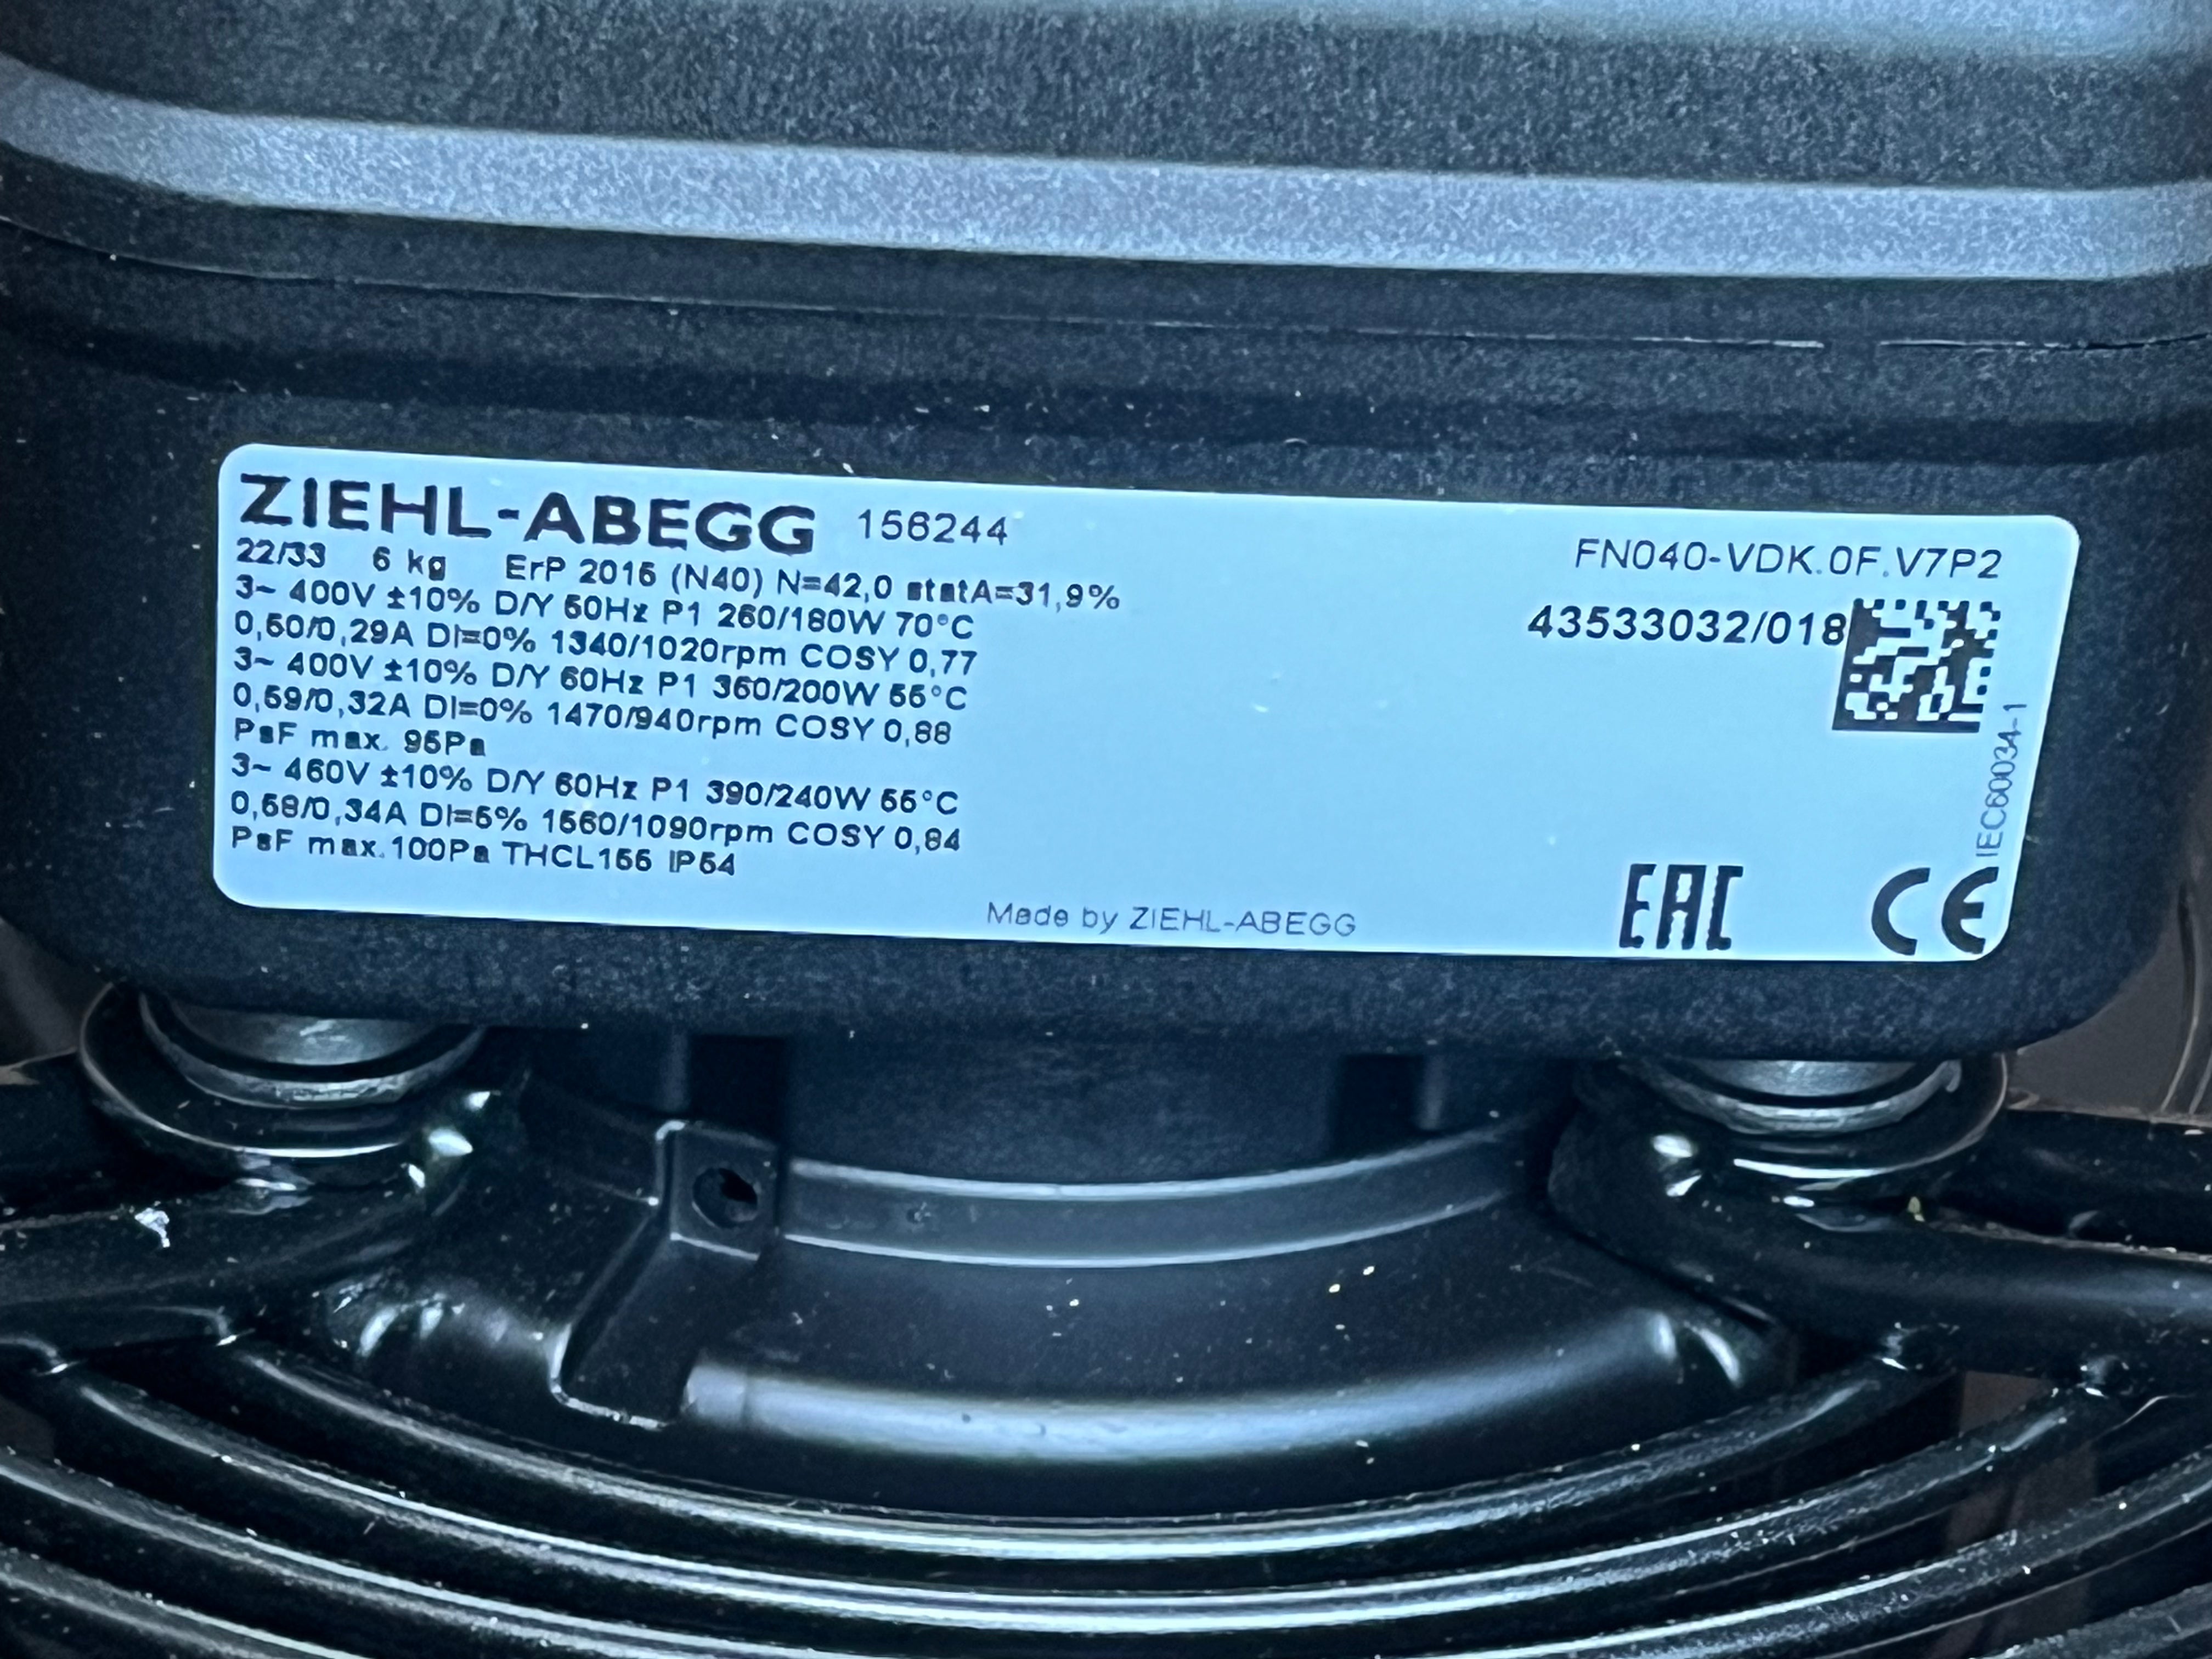 ZIEHL-ABEGG 156244
FN040-VDK.0F.V7P2
22/33 6 kg ErP 2015 (N40) N=42,0 statA=31,9%
43533032/018
3~ 400V ±10% D/Y 50Hz P1 260/180W 70°C
0,50/0,29A DI=0% 1340/1020rpm COSY 0,77
3~ 400V ±10% D/Y 60Hz P1 360/200W 55°C
0,59/0,32A DI=0% 1470/940rpm COSY 0,88
PsF max. 95Pa
3~ 460V ±10% D/Y 60Hz P1 390/240W 55°C
0,58/0,34A DI=5% 1560/1090rpm COSY 0,84
PsF max.100Pa THCL155 IP54
IEC60034-1
Made by ZIEHL-ABEGG
EAC
CE